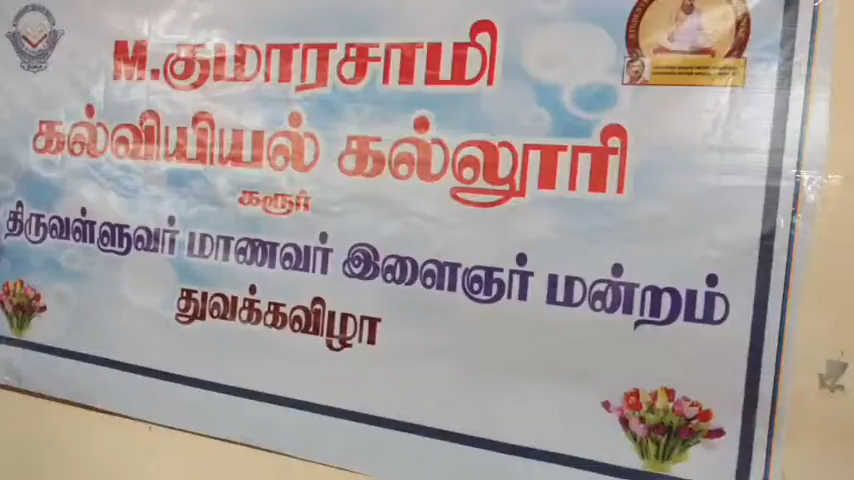 M.குமாரசாமி
கல்வியியல் கல்லூரி
கரூர்
திருவள்ளுவர் மாணவர் இளைஞர் மன்றம்
துவக்கவிழா